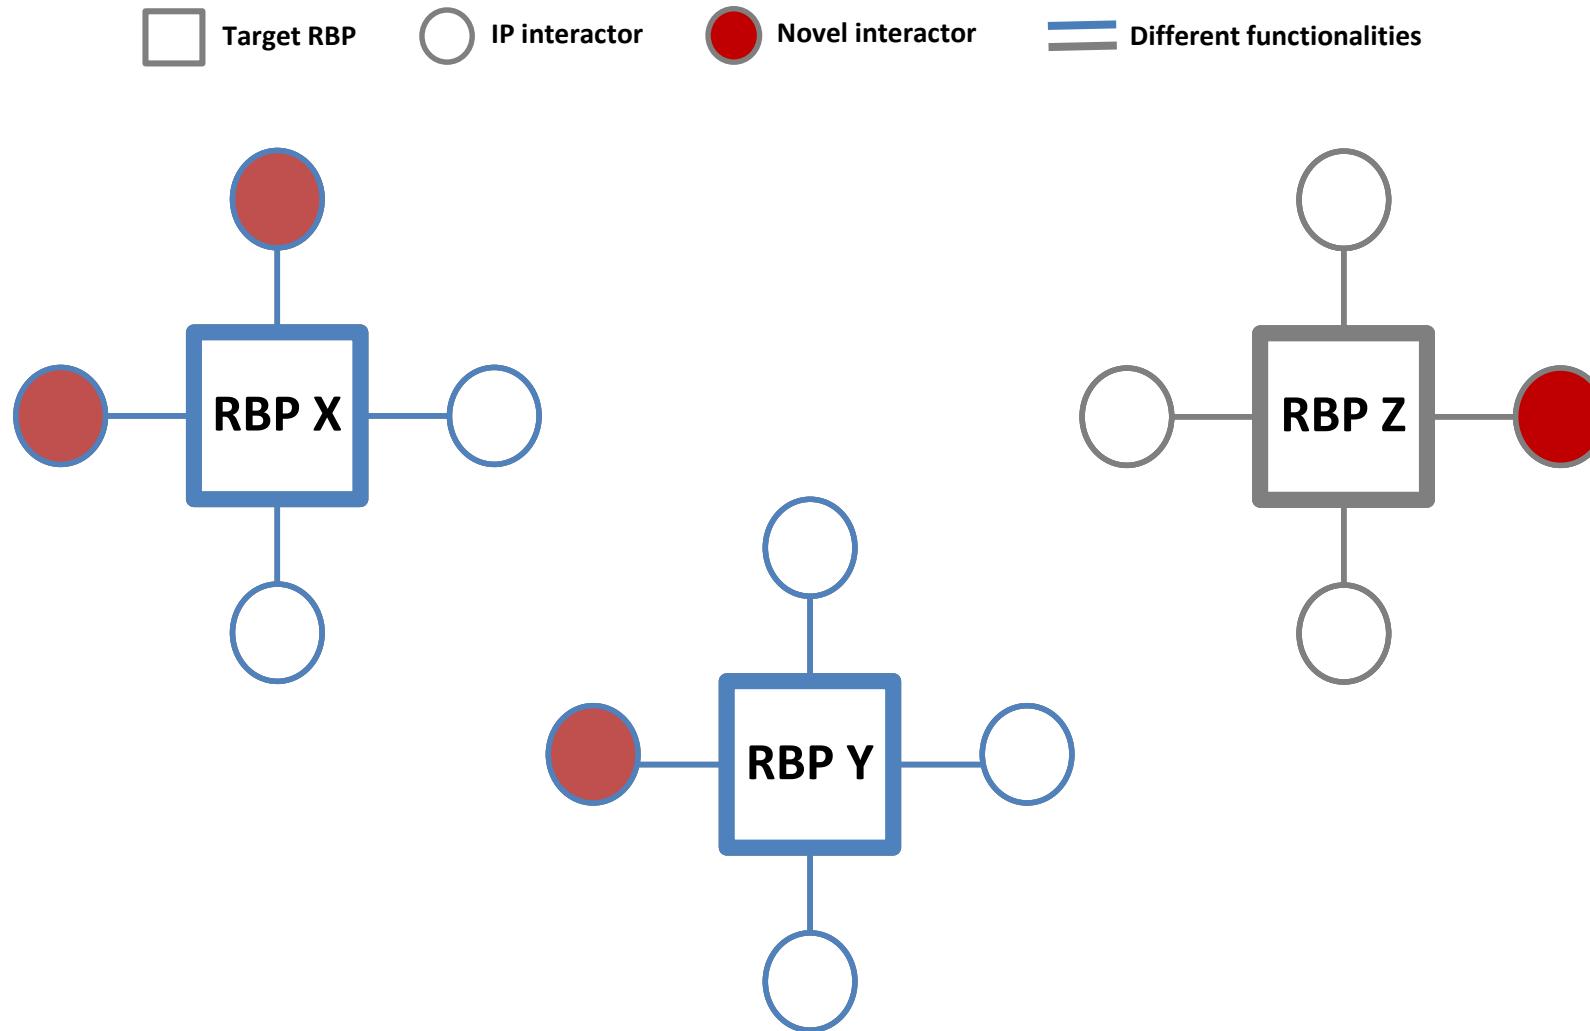 Target RBP
IP interactor
Novel interactor
Different functionalities
RBP X
RBP Z
RBP Y